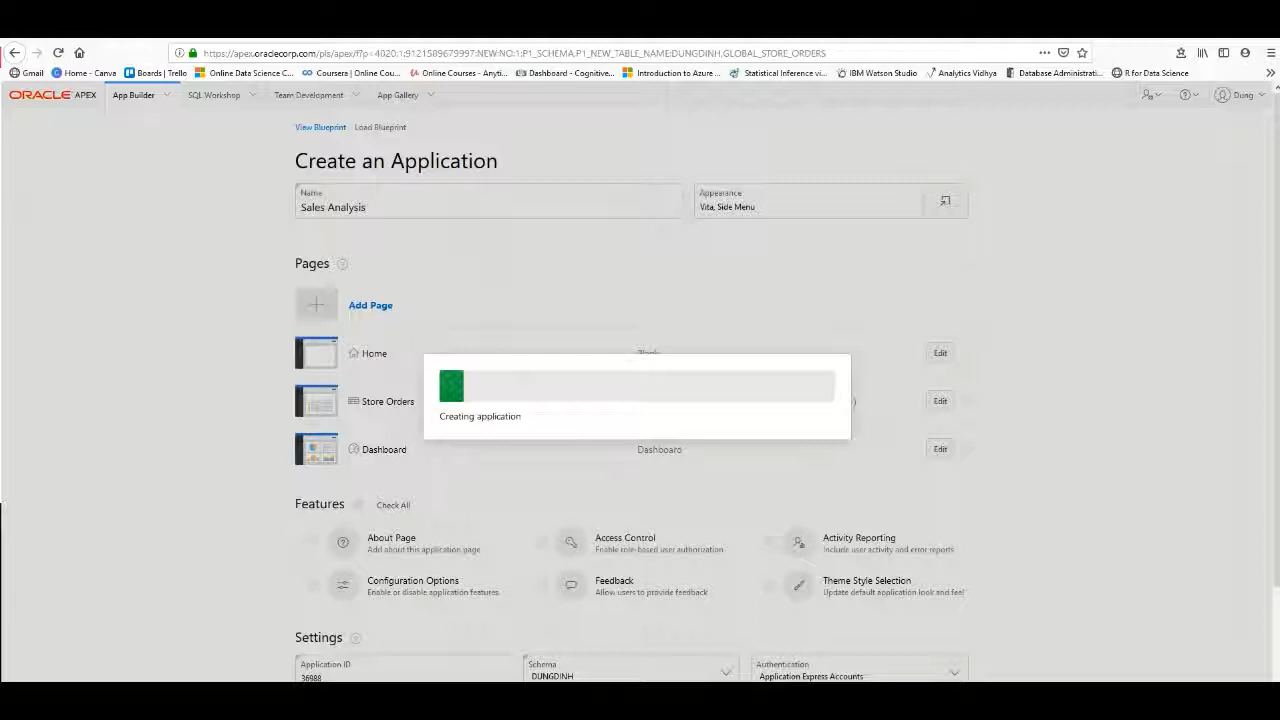 https://apex.oraclecorp.com/pls/apex/f?p=4020:1:9121589679997:NEW:NO:1:P1_SCHEMA,P1_NEW_TABLE_NAME:DUNGDINH,GLOBAL_STORE_ORDERS
Gmail Home - Canva Boards | Trello Online Data Science C... Coursera | Online Cou... Online Courses - Anyti... Dashboard - Cognitive... Introduction to Azure ... Statistical Inference vi... IBM Watson Studio Analytics Vidhya Database Administrati... R for Data Science
ORACLE APEX App Builder SQL Workshop Team Development App Gallery Dung
View Blueprint Load Blueprint
Create an Application
Name
Sales Analysis
Appearance
Vita, Side Menu
Pages
Add Page
Home Edit
Store Orders Edit
Creating application
Dashboard Dashboard Edit
Features Check All
About Page
Add about this application page
Access Control
Enable role-based user authorization
Activity Reporting
Include user activity and error reports
Configuration Options
Enable or disable application features
Feedback
Allow users to provide feedback
Theme Style Selection
Update default application look and feel
Settings
Application ID
36988
Schema
DUNGDINH
Authentication
Application Express Accounts